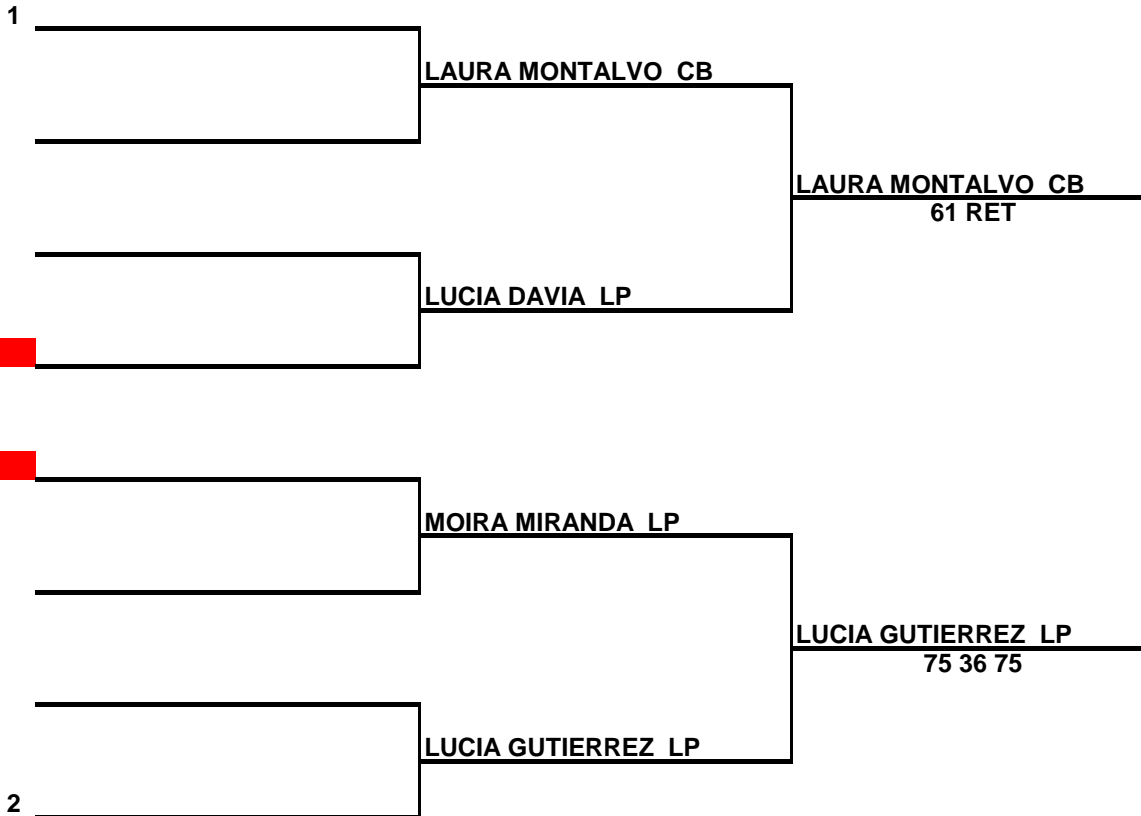 1
LAURA MONTALVO CB
LAURA MONTALVO CB
61 RET
LUCIA DAVIA LP
MOIRA MIRANDA LP
LUCIA GUTIERREZ LP
75 36 75
LUCIA GUTIERREZ LP
2